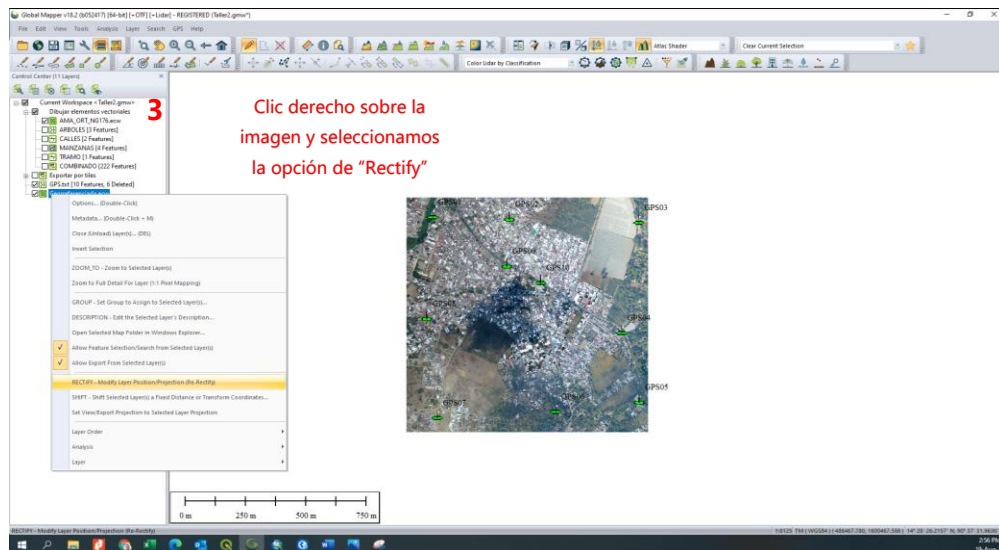 Global Mapper v18.2 (b052417) [64-bit] [+OTF] [+Lidar] - REGISTERED (Taller2.gmw*)
File Edit View Tools Analysis Layer Search GPS Help
Atlas Shader
Clear Current Selection
Color Lidar by Classification
Control Center (11 Layers)
Current Workspace <Taller2.gmw>
Dibujar elementos vectoriales
AMA_ORT_NG176.ecw
ARBOLES [3 Features]
CALLES [2 Features]
MANZANAS [4 Features]
TRAMO [1 Features]
COMBINADO [222 Features]
Exportar por tiles
GPS.txt [10 Features, 6 Deleted]
3
Clic derecho sobre la
imagen y seleccionamos
la opción de “Rectify”
Options... (Double-Click)
Metadata... (Double-Click + M)
Close (Unload) Layer(s)... (DEL)
Invert Selection
ZOOM_TO - Zoom to Selected Layer(s)
Zoom to Full Detail For Layer (1:1 Pixel Mapping)
GROUP - Set Group to Assign to Selected Layer(s)...
DESCRIPTION - Edit the Selected Layer's Description...
Open Selected Map Folder in Windows Explorer...
Allow Feature Selection/Search From Selected Layer(s)
Allow Export From Selected Layer(s)
RECTIFY - Modify Layer Position/Projection (Re-Rectify)
SHIFT - Shift Selected Layer(s) a Fixed Distance or Transform Coordinates...
Set View/Export Projection to Selected Layer Projection
Layer Order
Analysis
Layer
GPS01
GPS02
GPS03
GPS09
GPS10
GPS04
GPS05
GPS07
0 m 250 m 500 m 750 m
RECTIFY - Modify Layer Position/Projection (Re-Rectify)
2:56 PM